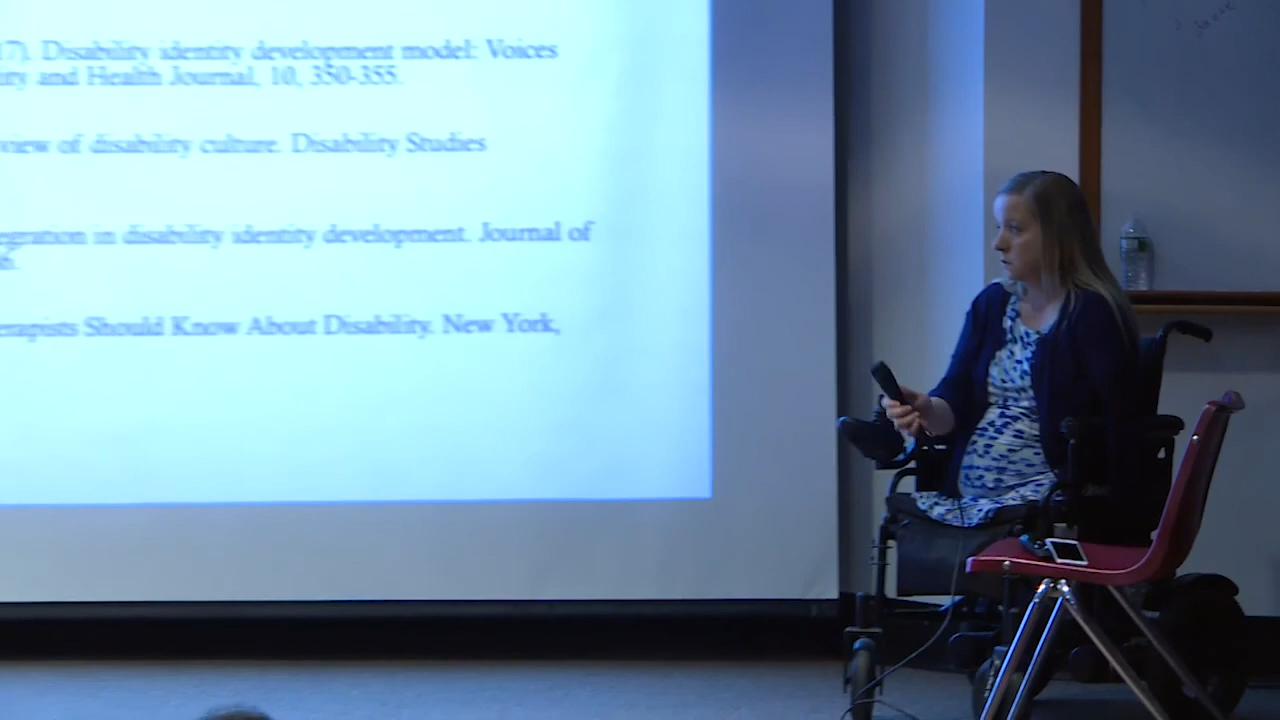 17). Disability identity development model: Voices
ity and Health Journal, 10, 350-355.
view of disability culture. Disability Studies
egration in disability identity development. Journal of
6.
erapists Should Know About Disability. New York,